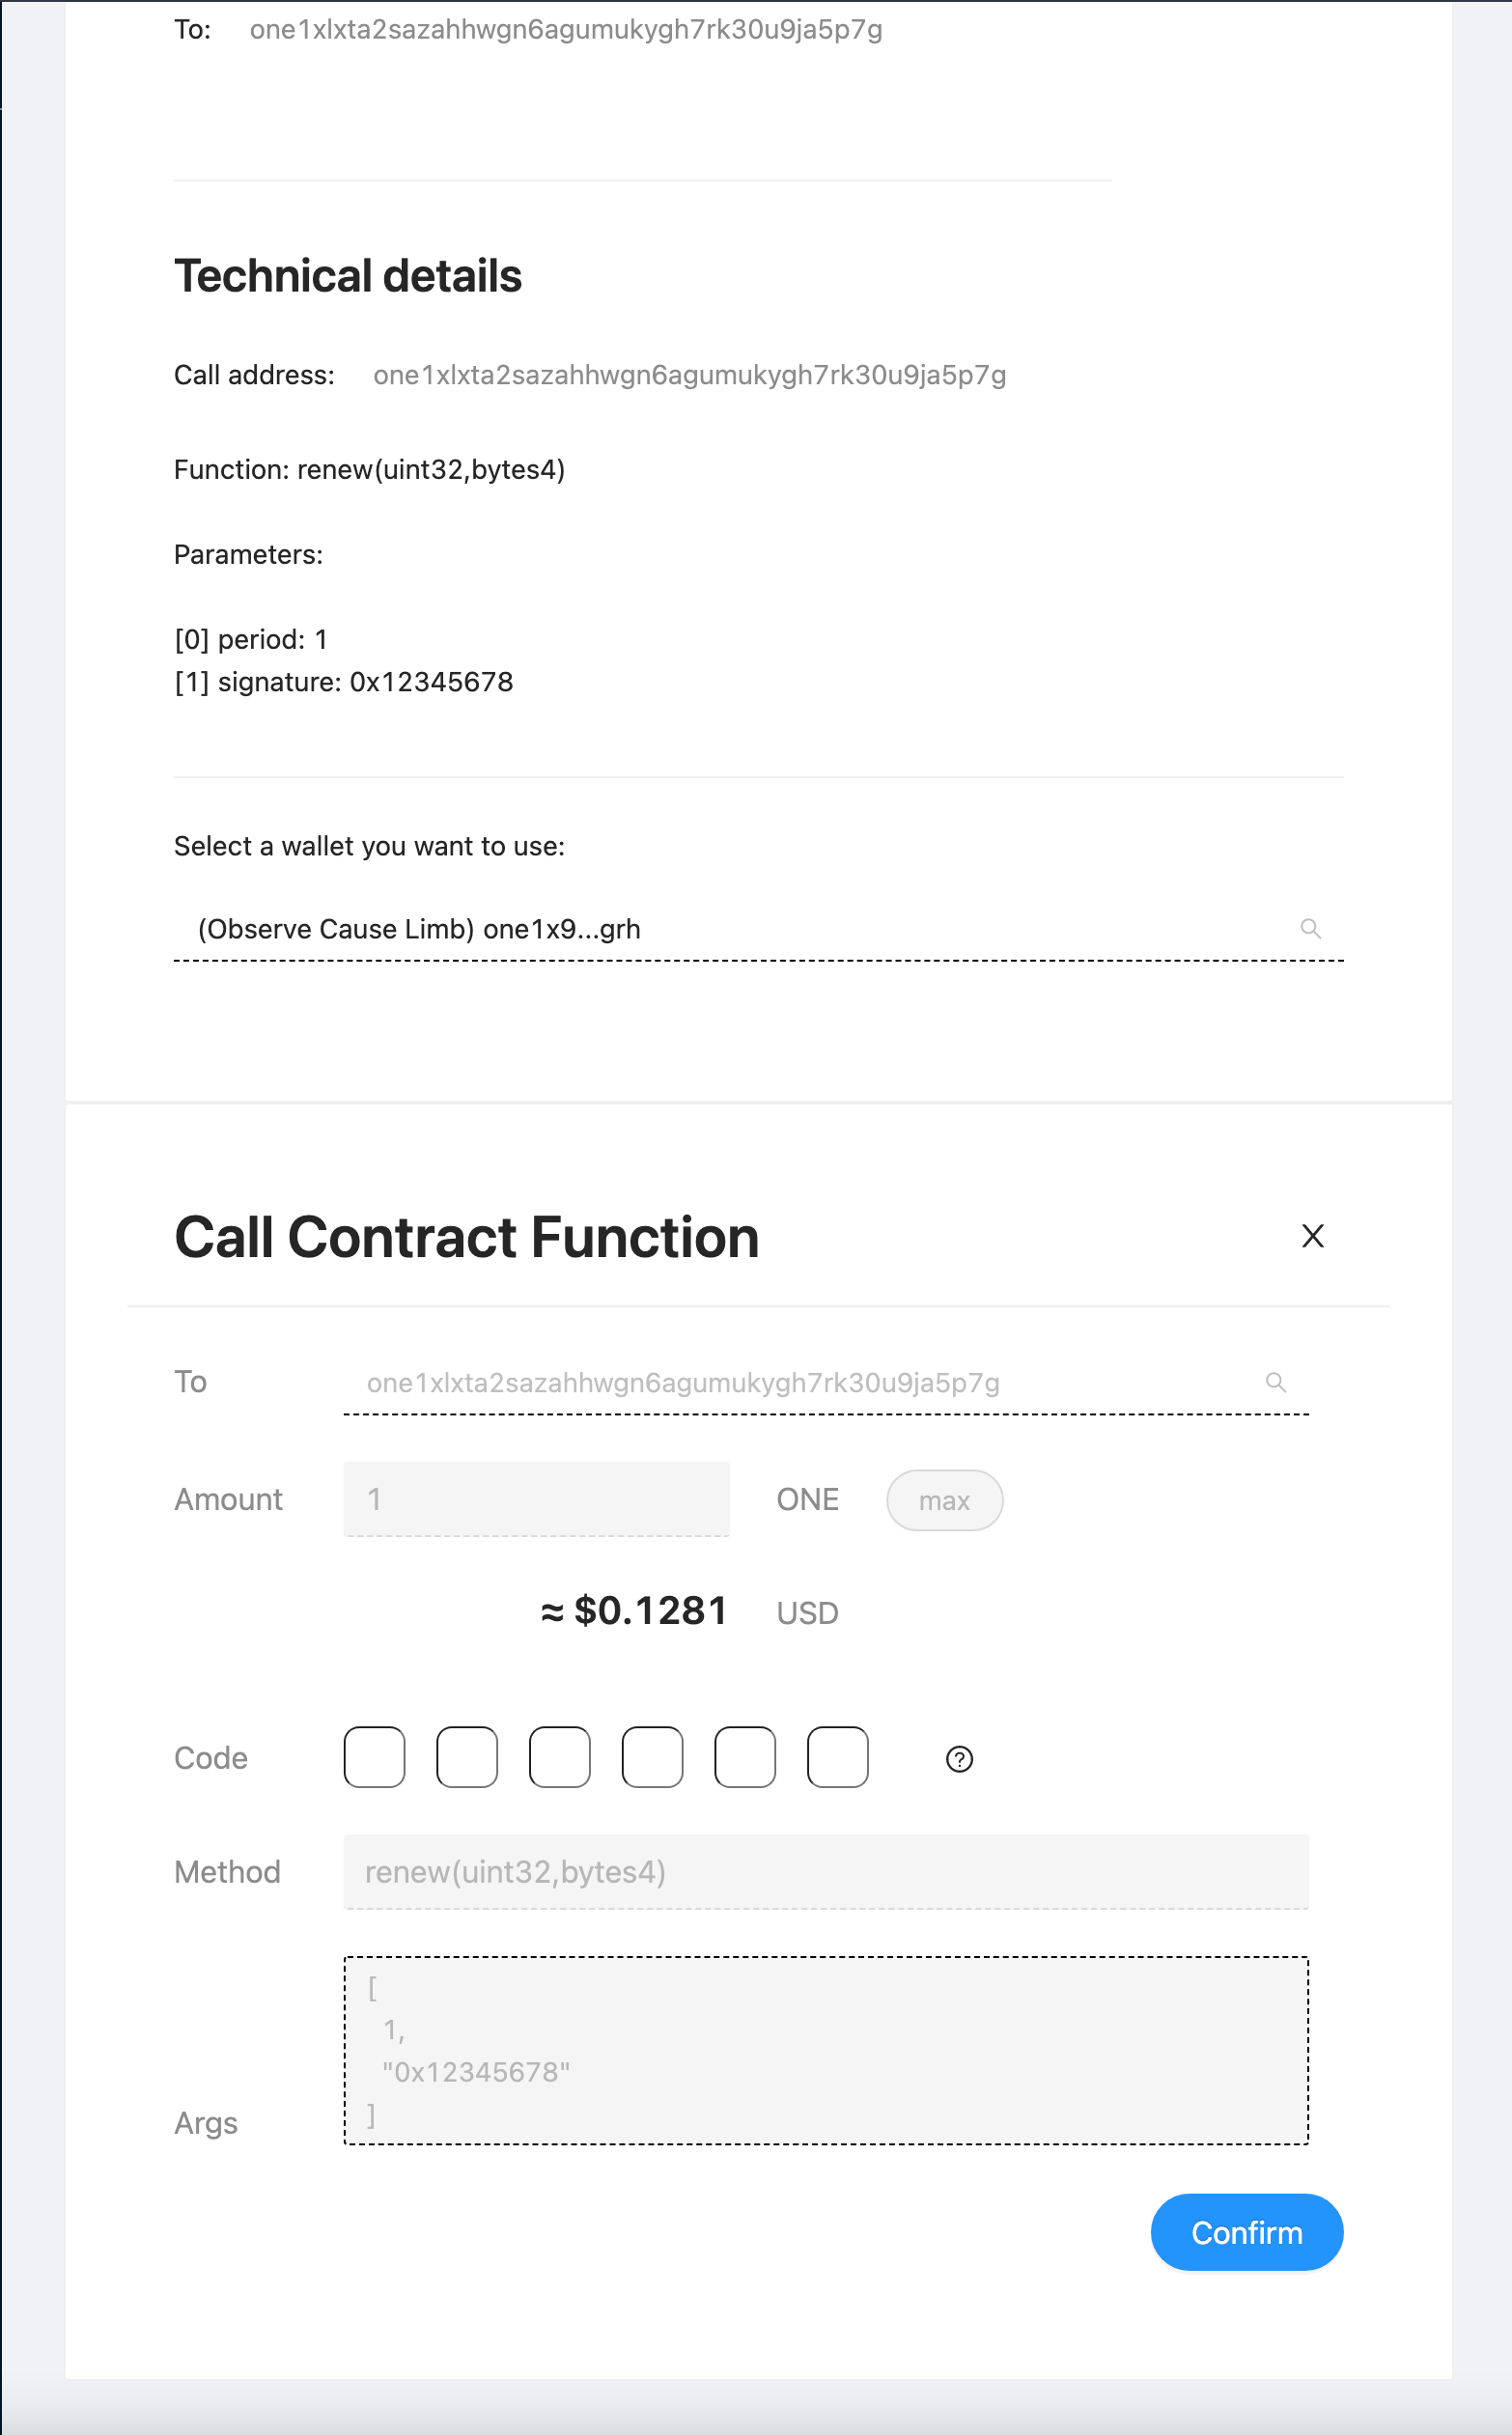 To: one1xlxta2sazahhwgn6agumukygh7rk30u9ja5p7g
Technical details
Call address: one1xlxta2sazahhwgn6agumukygh7rk30u9ja5p7g
Function: renew(uint32,bytes4)
Parameters:
[0] period: 1
[1] signature: 0x12345678
Select a wallet you want to use:
(Observe Cause Limb) one1x9...grh
Call Contract Function X
To one1xlxta2sazahhwgn6agumukygh7rk30u9ja5p7g
Amount 1 ONE max
≈ $0.1281 USD
Code
Method renew(uint32,bytes4)
[
1,
"0x12345678"
]
Args
Confirm